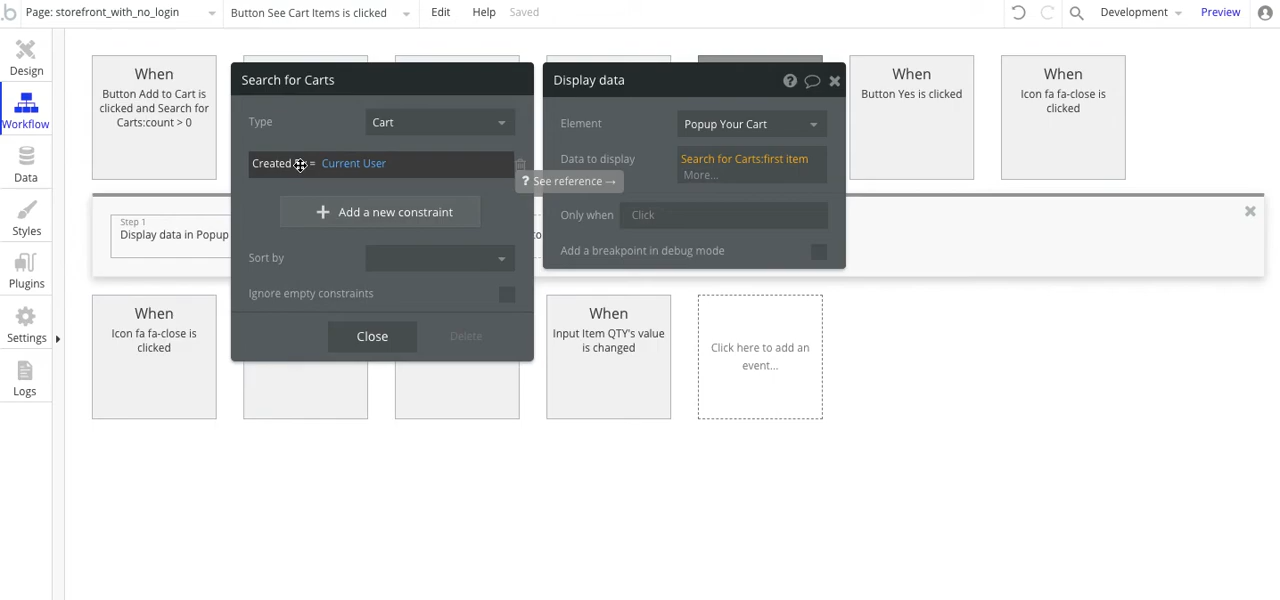 Page: storefront_with_no_login
Button See Cart Items is clicked
Edit
Help
Saved
Development
Preview
Design
Workflow
Data
Styles
Plugins
Settings
Logs
When
Button Add to Cart is
clicked and Search for
Carts:count > 0
When
Button Yes is clicked
When
Icon fa fa-close is
clicked
Search for Carts
Type
Cart
Created = Current User
Add a new constraint
Sort by
Ignore empty constraints
Close
Delete
? See reference →
Display data
Element
Popup Your Cart
Data to display
Search for Carts:first item
More...
Only when
Click
Add a breakpoint in debug mode
Step 1
Display data in Popup
When
Icon fa fa-close is
clicked
When
Input Item QTY's value
is changed
Click here to add an
event...